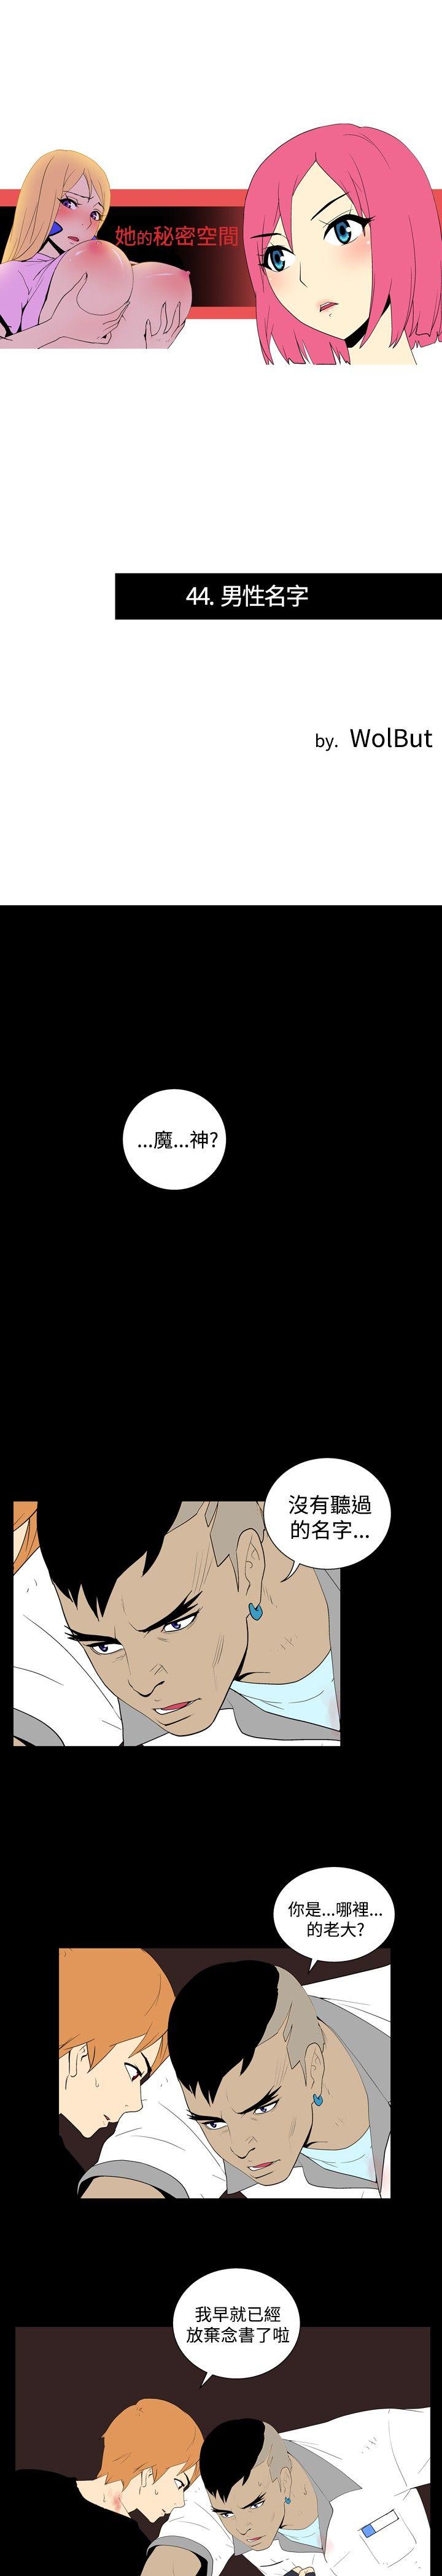 她的秘密空間
44. 男性名字
by. WolBut
...魔...神?
沒有聽過
的名字...
你是...哪裡...
的老大?
我早就已經
放棄念書了啦